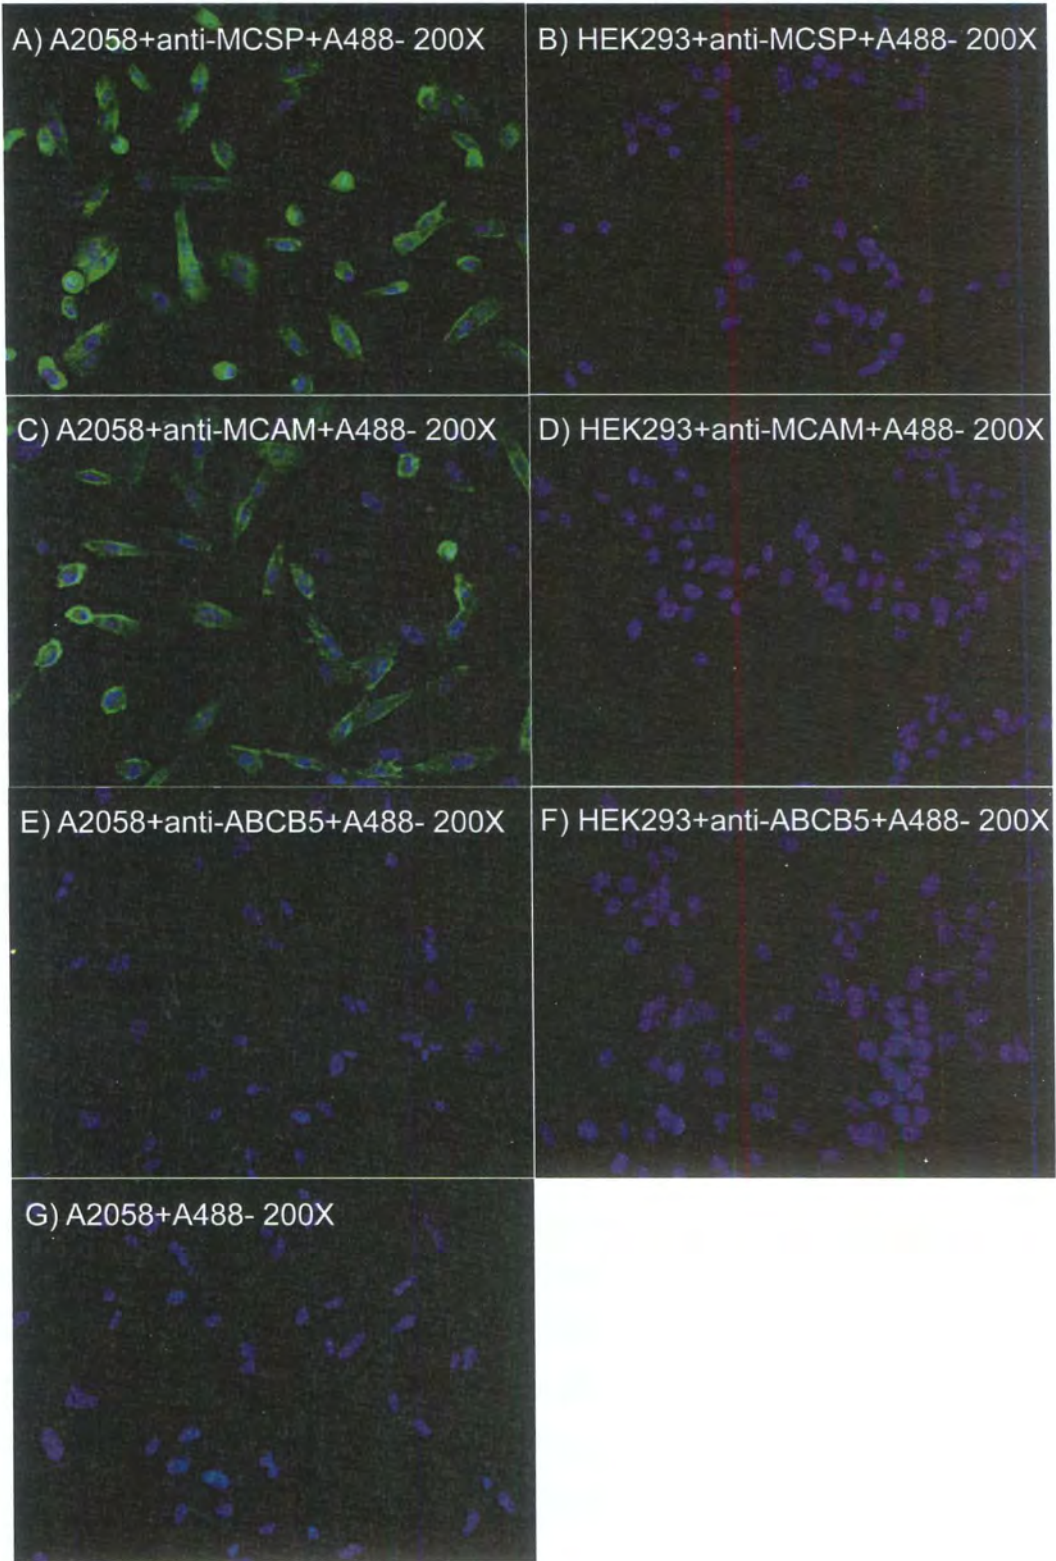 A) A2058+anti-MCSP+A488- 200X
B) HEK293+anti-MCSP+A488- 200X
C) A2058+anti-MCAM+A488- 200X
D) HEK293+anti-MCAM+A488- 200X
E) A2058+anti-ABCB5+A488- 200X
F) HEK293+anti-ABCB5+A488- 200X
G) A2058+A488- 200X